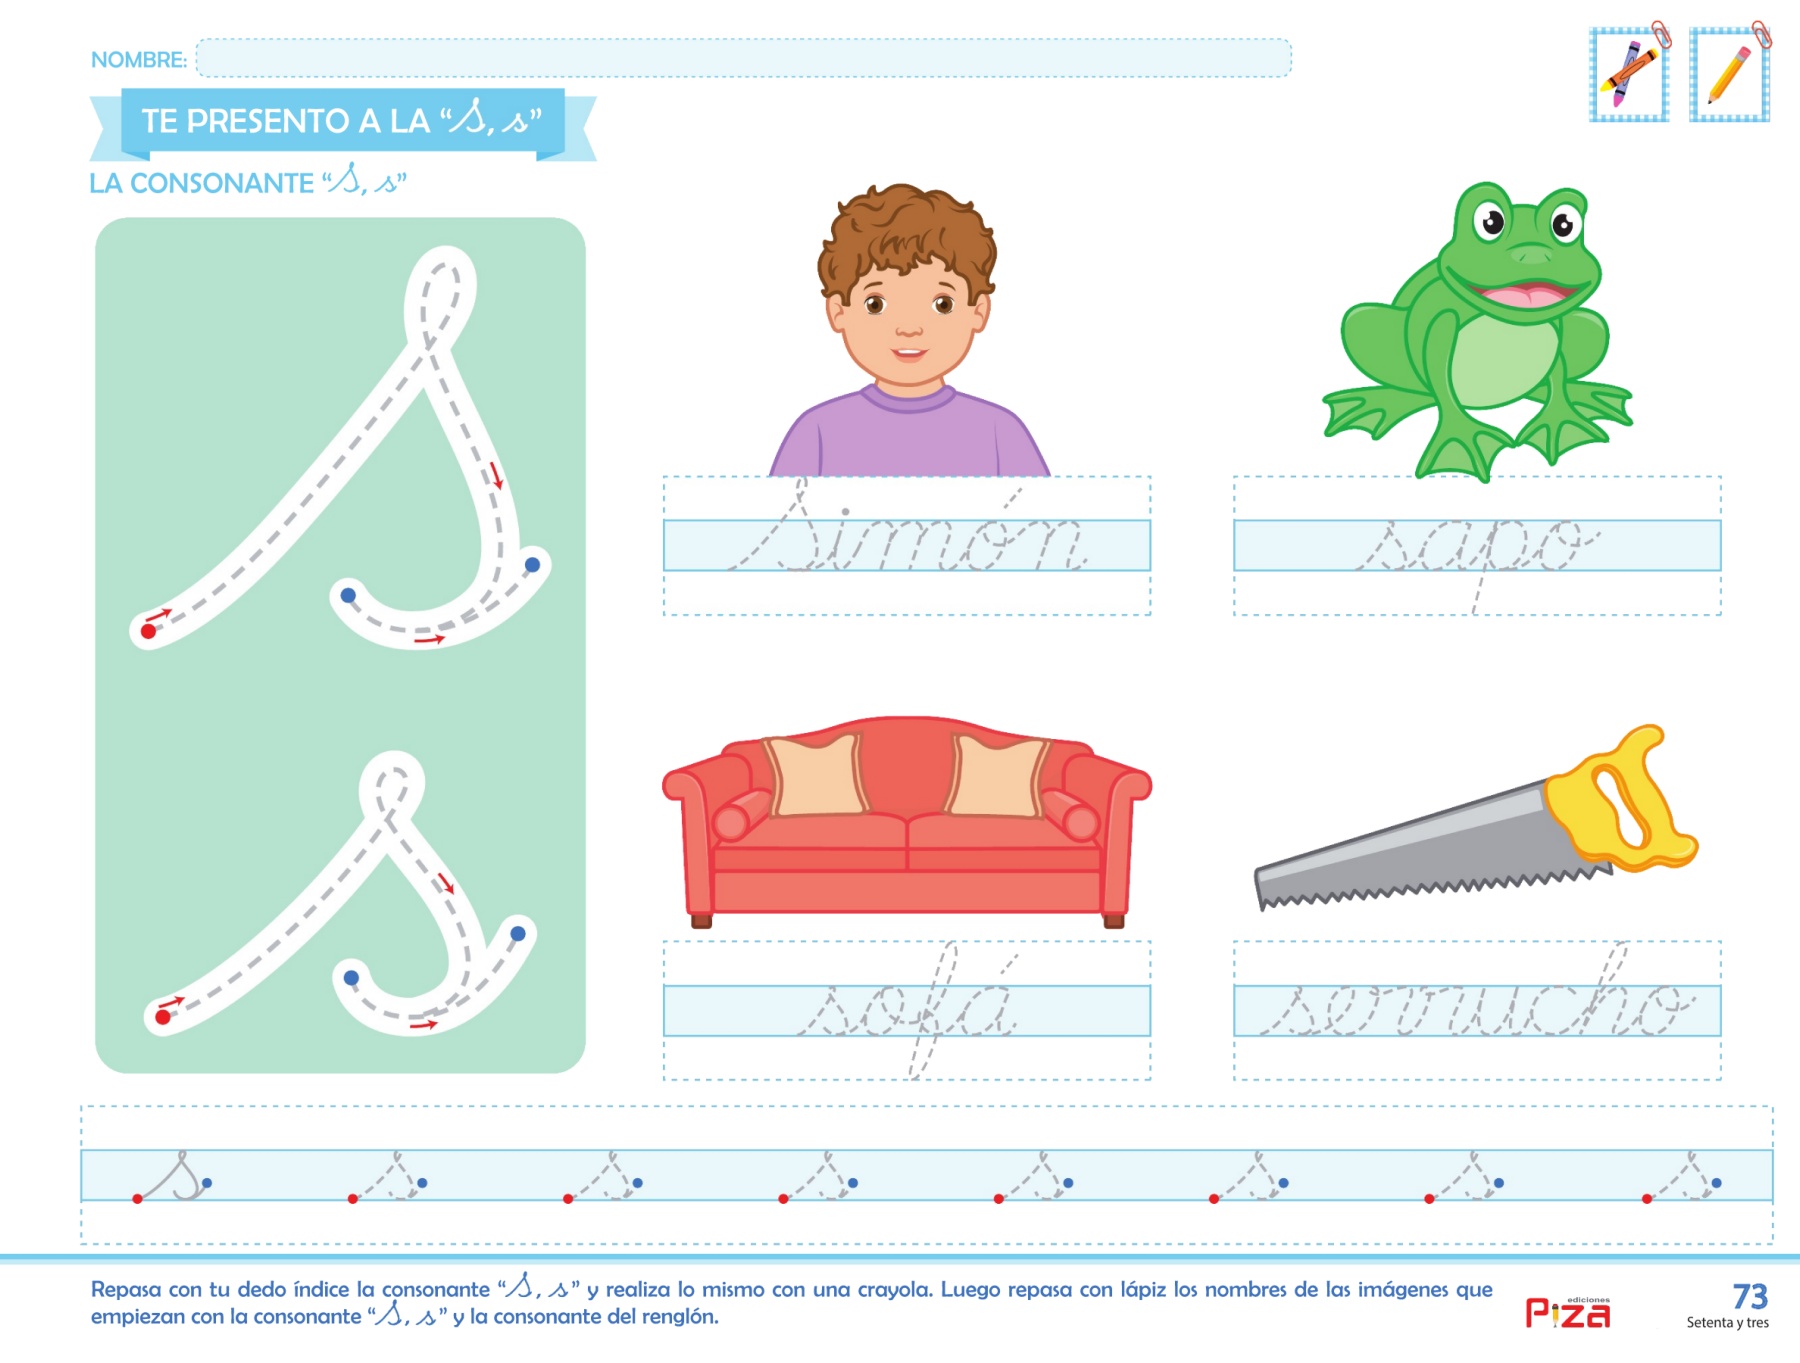 NOMBRE:
TE PRESENTO A LA “S, s”
LA CONSONANTE “S, s”
S
s
Simón
sapo
sofá
serrucho
s s s s s s s s
Repasa con tu dedo índice la consonante “S, s” y realiza lo mismo con una crayola. Luego repasa con lápiz los nombres de las imágenes que
empiezan con la consonante “S, s” y la consonante del renglón.
ediciones
Piza
73
Setenta y tres